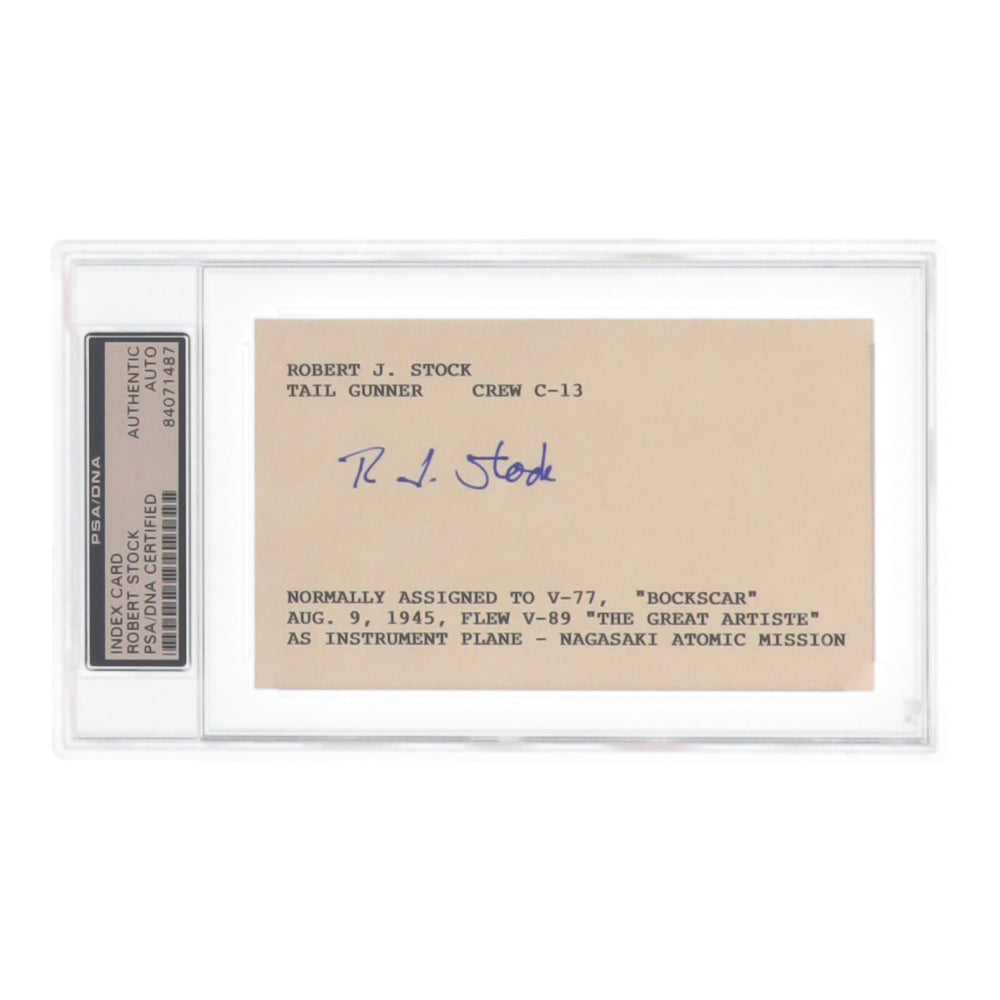 PSA/DNA
INDEX CARD AUTHENTIC
ROBERT STOCK AUTO
PSA/DNA CERTIFIED 84071487
ROBERT J. STOCK
TAIL GUNNER CREW C-13
R J. Stock
NORMALLY ASSIGNED TO V-77, "BOCKSCAR"
AUG. 9, 1945, FLEW V-89 "THE GREAT ARTISTE"
AS INSTRUMENT PLANE - NAGASAKI ATOMIC MISSION